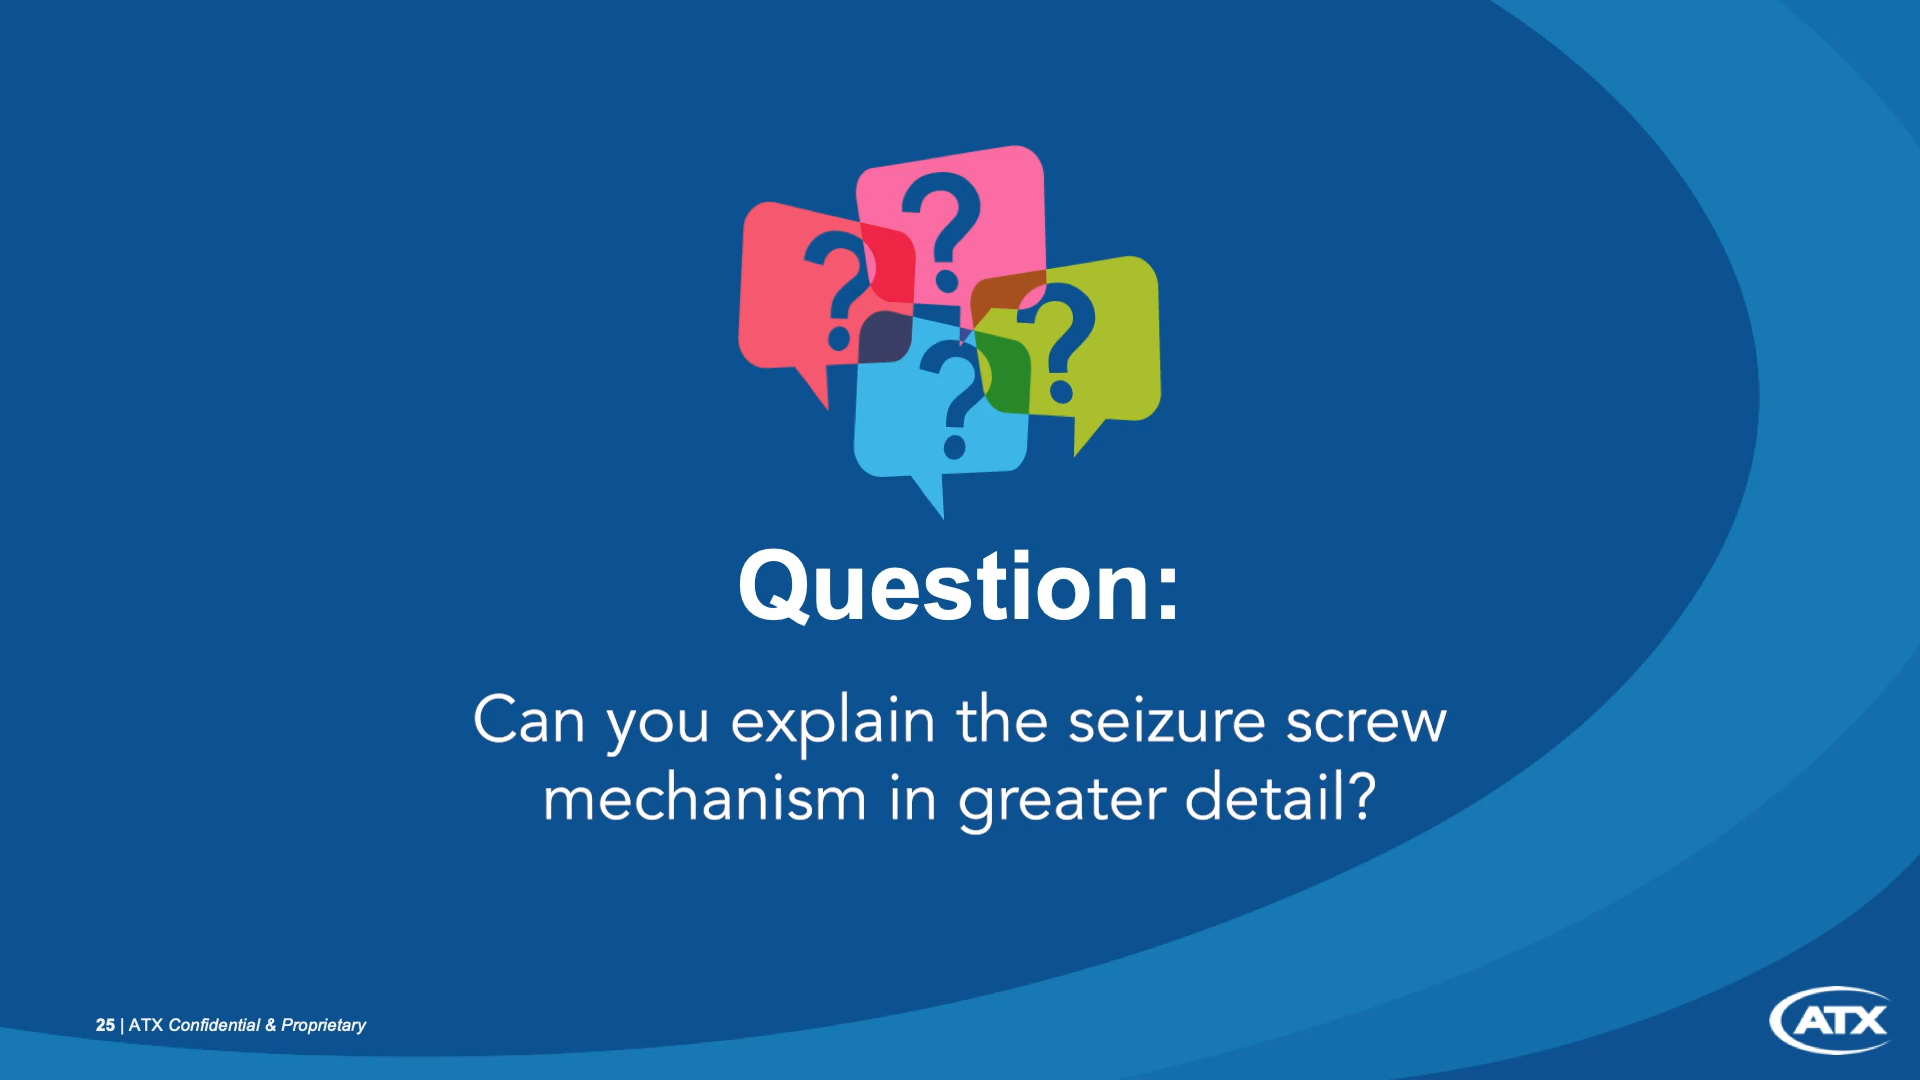 ? ? ? ?
Question:
Can you explain the seizure screw
mechanism in greater detail?
25 | ATX Confidential & Proprietary
ATX